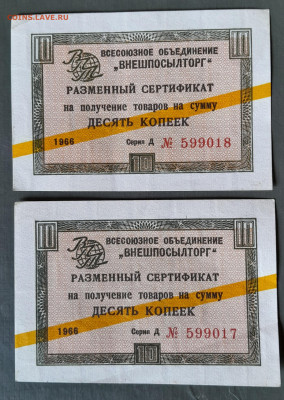 COINS.LAVE.RU
10 10
ВСЕСОЮЗНОЕ ОБЪЕДИНЕНИЕ
„ВНЕШПОСЫЛТОРГ"
РАЗМЕННЫЙ СЕРТИФИКАТ
на получение товаров на сумму
ДЕСЯТЬ КОПЕЕК
1966 Серия Д № 599018
10
10 10
ВСЕСОЮЗНОЕ ОБЪЕДИНЕНИЕ
„ВНЕШПОСЫЛТОРГ"
РАЗМЕННЫЙ СЕРТИФИКАТ
на получение товаров на сумму
ДЕСЯТЬ КОПЕЕК
1966 Серия Д № 599017
10